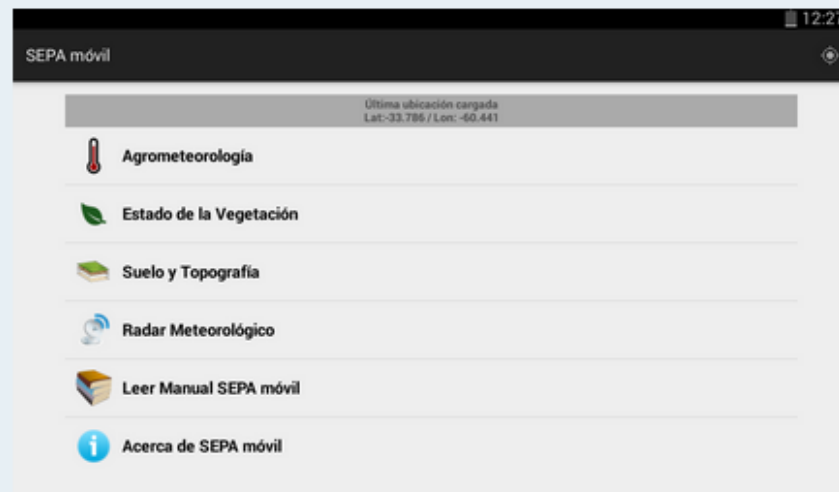 12:27
SEPA móvil
Última ubicación cargada
Lat:-33.786 / Lon: -60.441
Agrometeorología
Estado de la Vegetación
Suelo y Topografía
Radar Meteorológico
Leer Manual SEPA móvil
Acerca de SEPA móvil